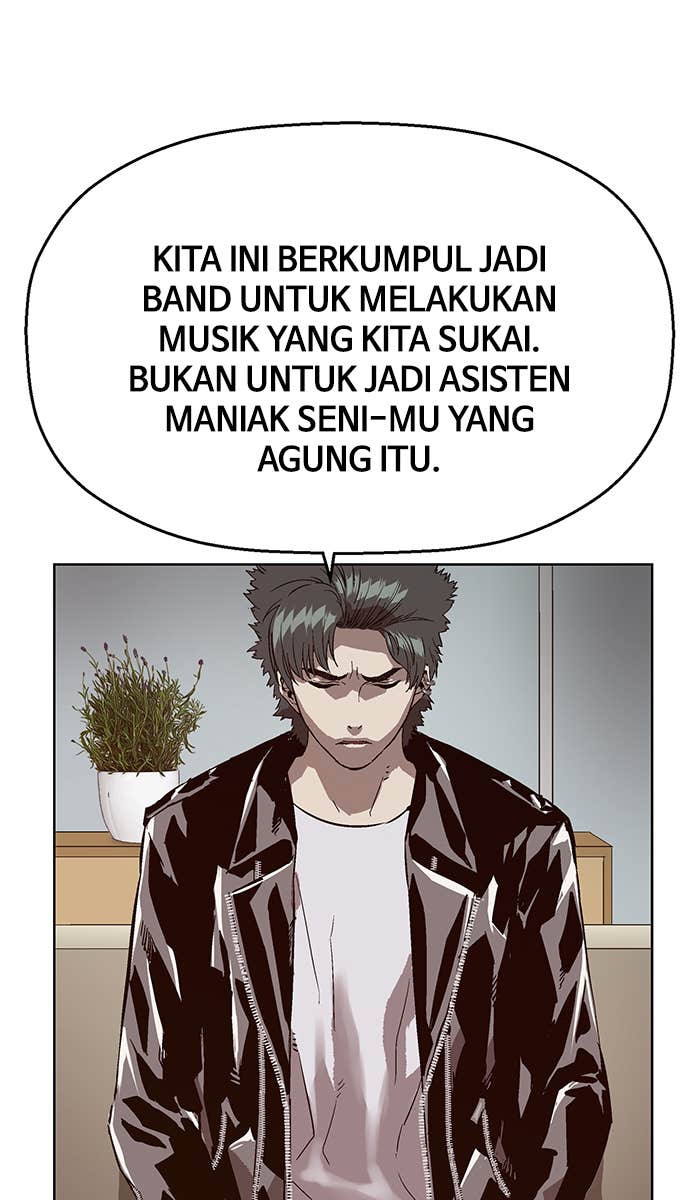 KITA INI BERKUMPUL JADI
BAND UNTUK MELAKUKAN
MUSIK YANG KITA SUKAI.
BUKAN UNTUK JADI ASISTEN
MANIAK SENI-MU YANG
AGUNG ITU.